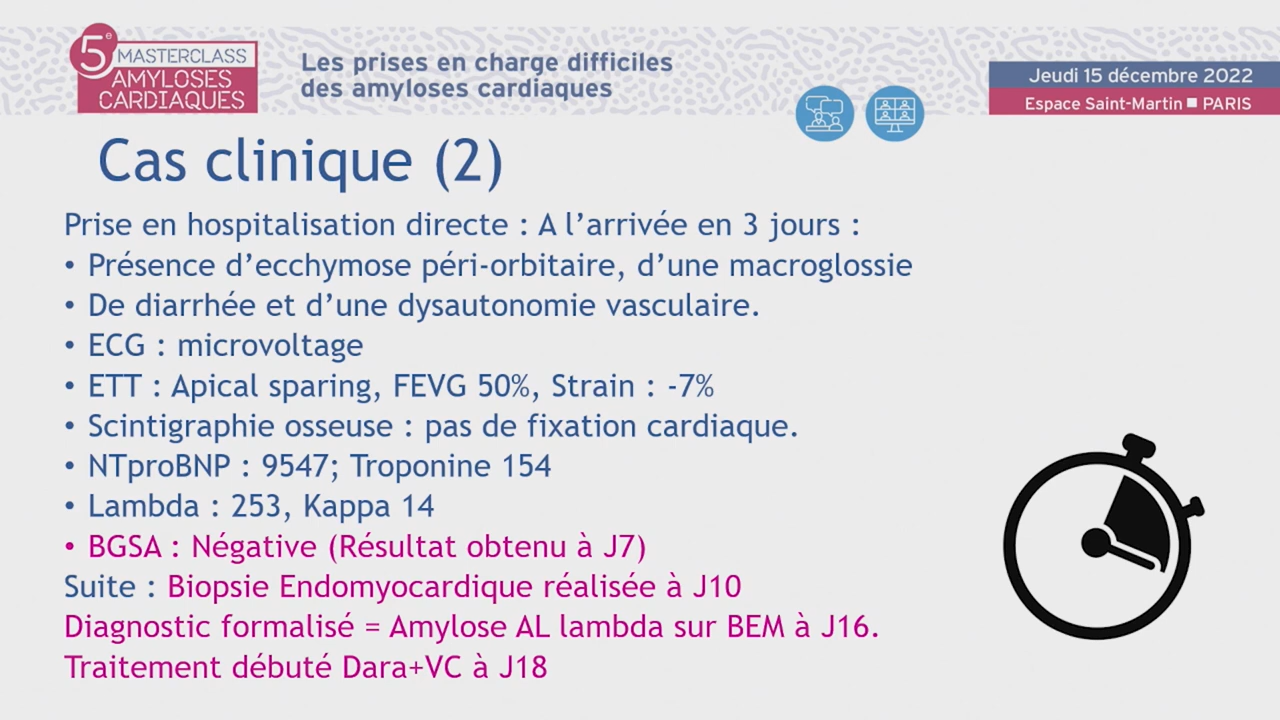 5e
MASTERCLASS
AMYLOSES
CARDIAQUES
Les prises en charge difficiles
des amyloses cardiaques
Jeudi 15 décembre 2022
Espace Saint-Martin ■ PARIS
Cas clinique (2)
Prise en hospitalisation directe : A l’arrivée en 3 jours :
• Présence d’ecchymose péri-orbitaire, d’une macroglossie
• De diarrhée et d’une dysautonomie vasculaire.
• ECG : microvoltage
• ETT : Apical sparing, FEVG 50%, Strain : -7%
• Scintigraphie osseuse : pas de fixation cardiaque.
• NTproBNP : 9547; Troponine 154
• Lambda : 253, Kappa 14
• BGSA : Négative (Résultat obtenu à J7)
Suite : Biopsie Endomyocardique réalisée à J10
Diagnostic formalisé = Amylose AL lambda sur BEM à J16.
Traitement débuté Dara+VC à J18